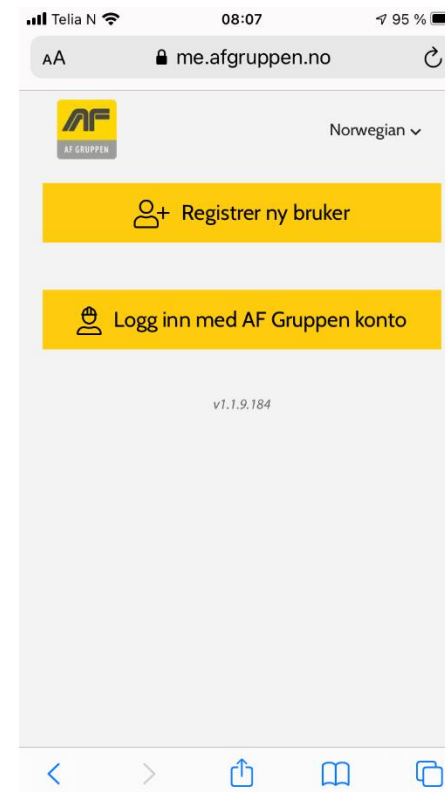 Telia N 08:07 95 %
AA me.afgruppen.no
AF
AF GRUPPEN
Norwegian
Registrer ny bruker
Logg inn med AF Gruppen konto
v1.1.9.184